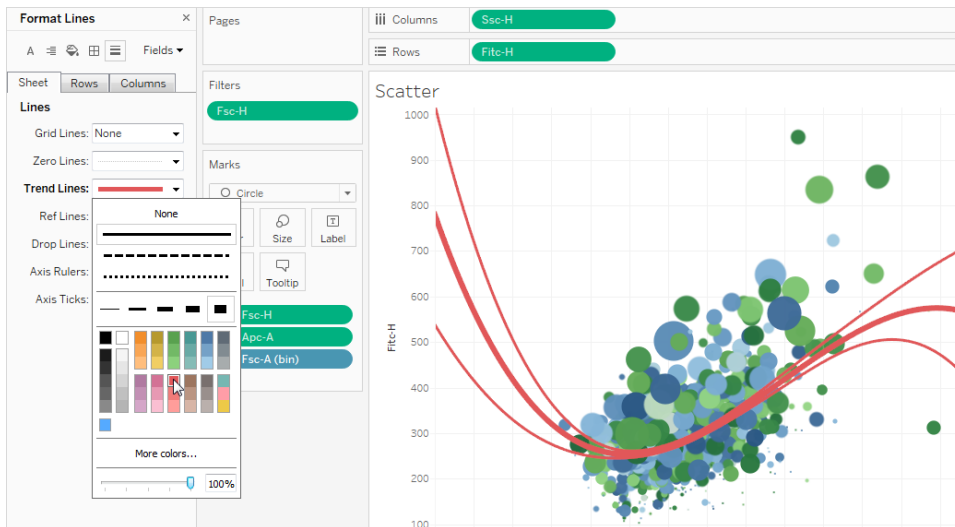 Format Lines ×
A Fields
Sheet Rows Columns
Lines
Grid Lines: None
Zero Lines:
Trend Lines:
Ref Lines:
Drop Lines:
Axis Rulers:
Axis Ticks:
None
More colors...
100%
Pages
Filters
Fsc-H
Marks
Circle
Size
T
Label
Tooltip
Fsc-H
Apc-A
Fsc-A (bin)
Columns Ssc-H
Rows Fitc-H
Scatter
1000
900
800
700
600
500
400
300
200
100
Fitc-H